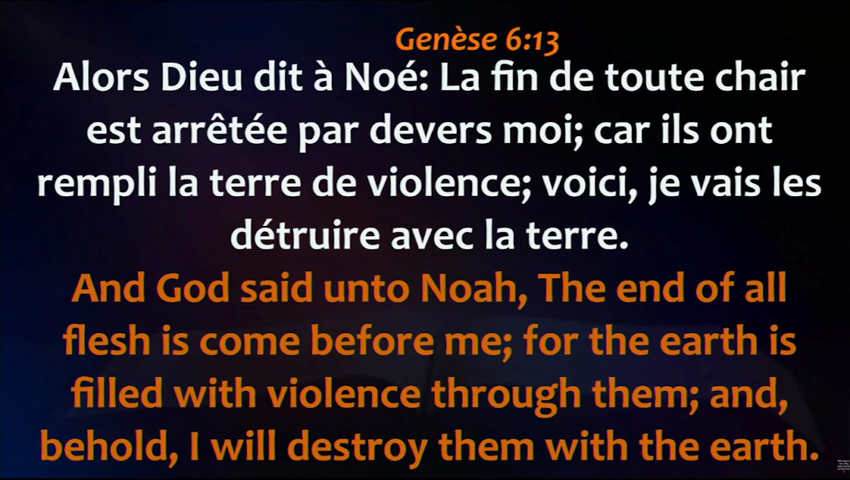 Genèse 6:13
Alors Dieu dit à Noé: La fin de toute chair
est arrêtée par devers moi; car ils ont
rempli la terre de violence; voici, je vais les
détruire avec la terre.
And God said unto Noah, The end of all
flesh is come before me; for the earth is
filled with violence through them; and,
behold, I will destroy them with the earth.